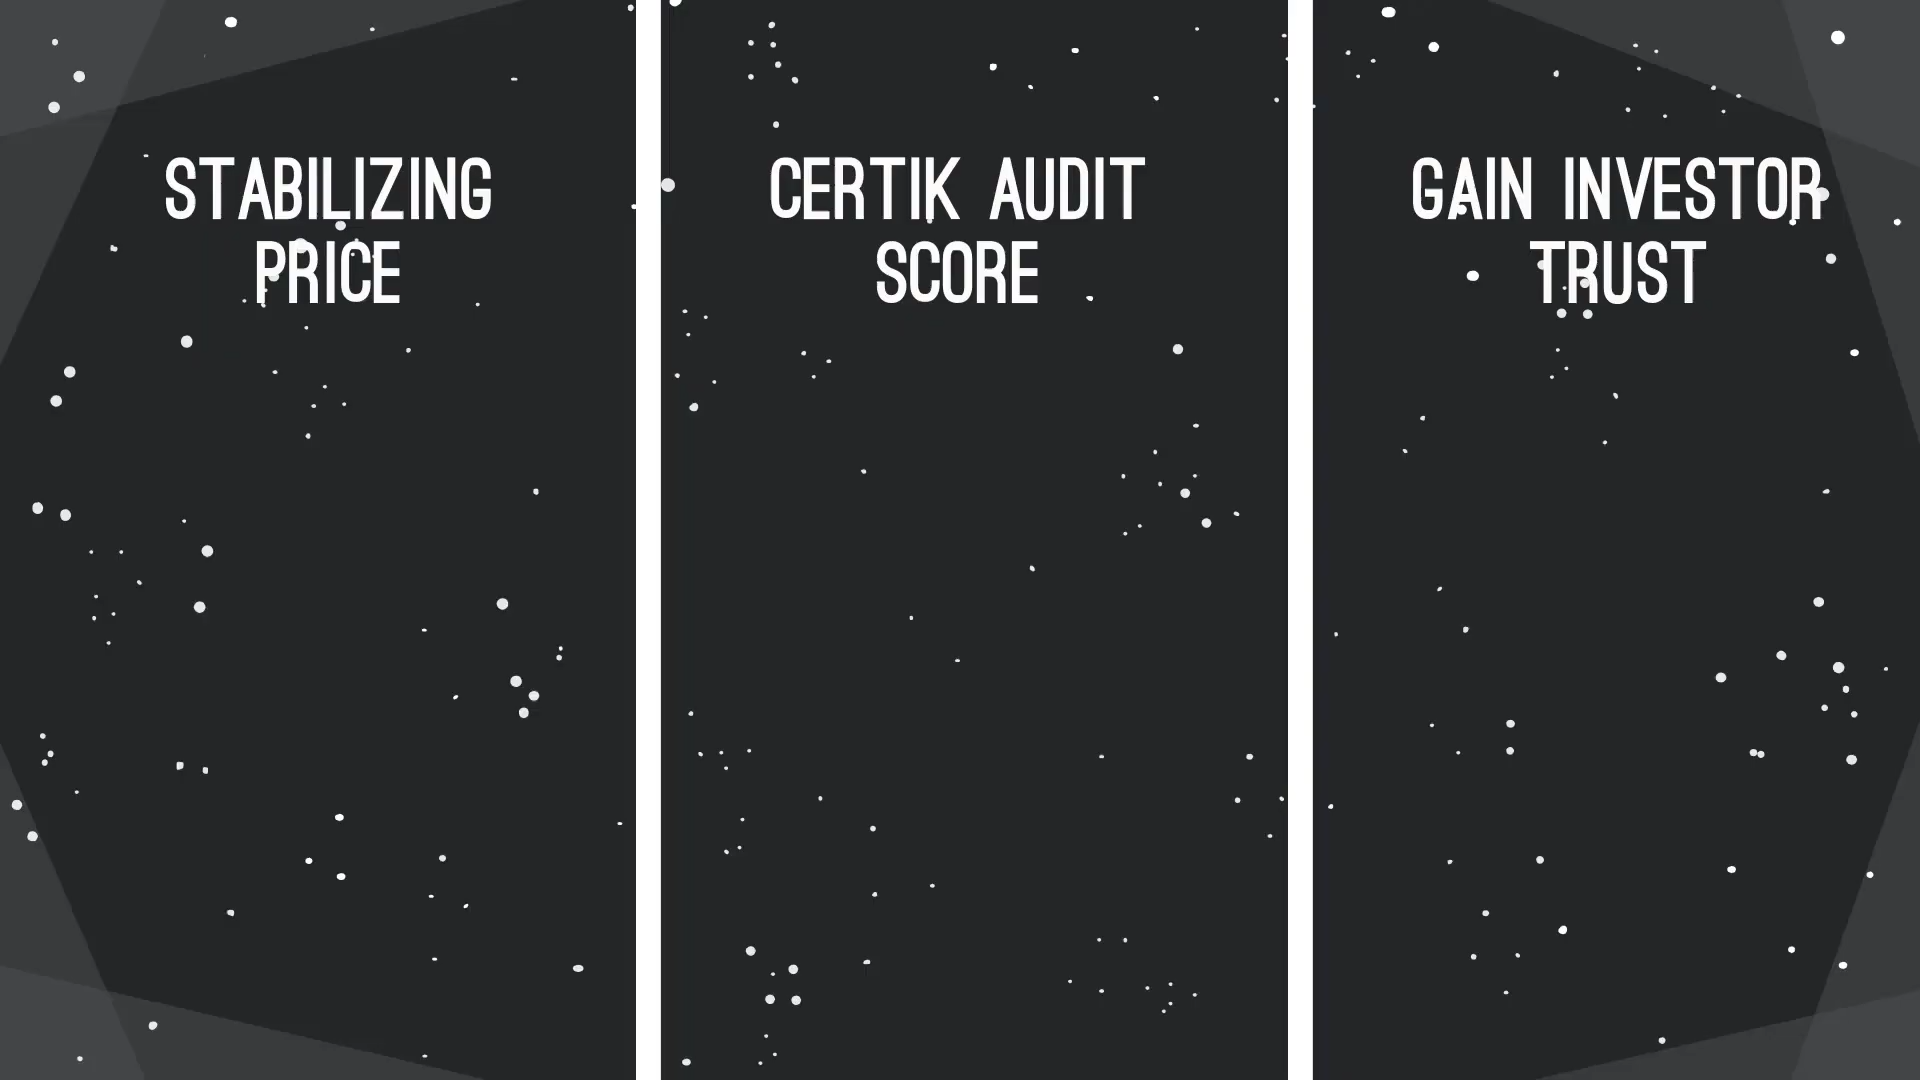 STABILIZING
PRICE
CERTIK AUDIT
SCORE
GAIN INVESTOR
TRUST